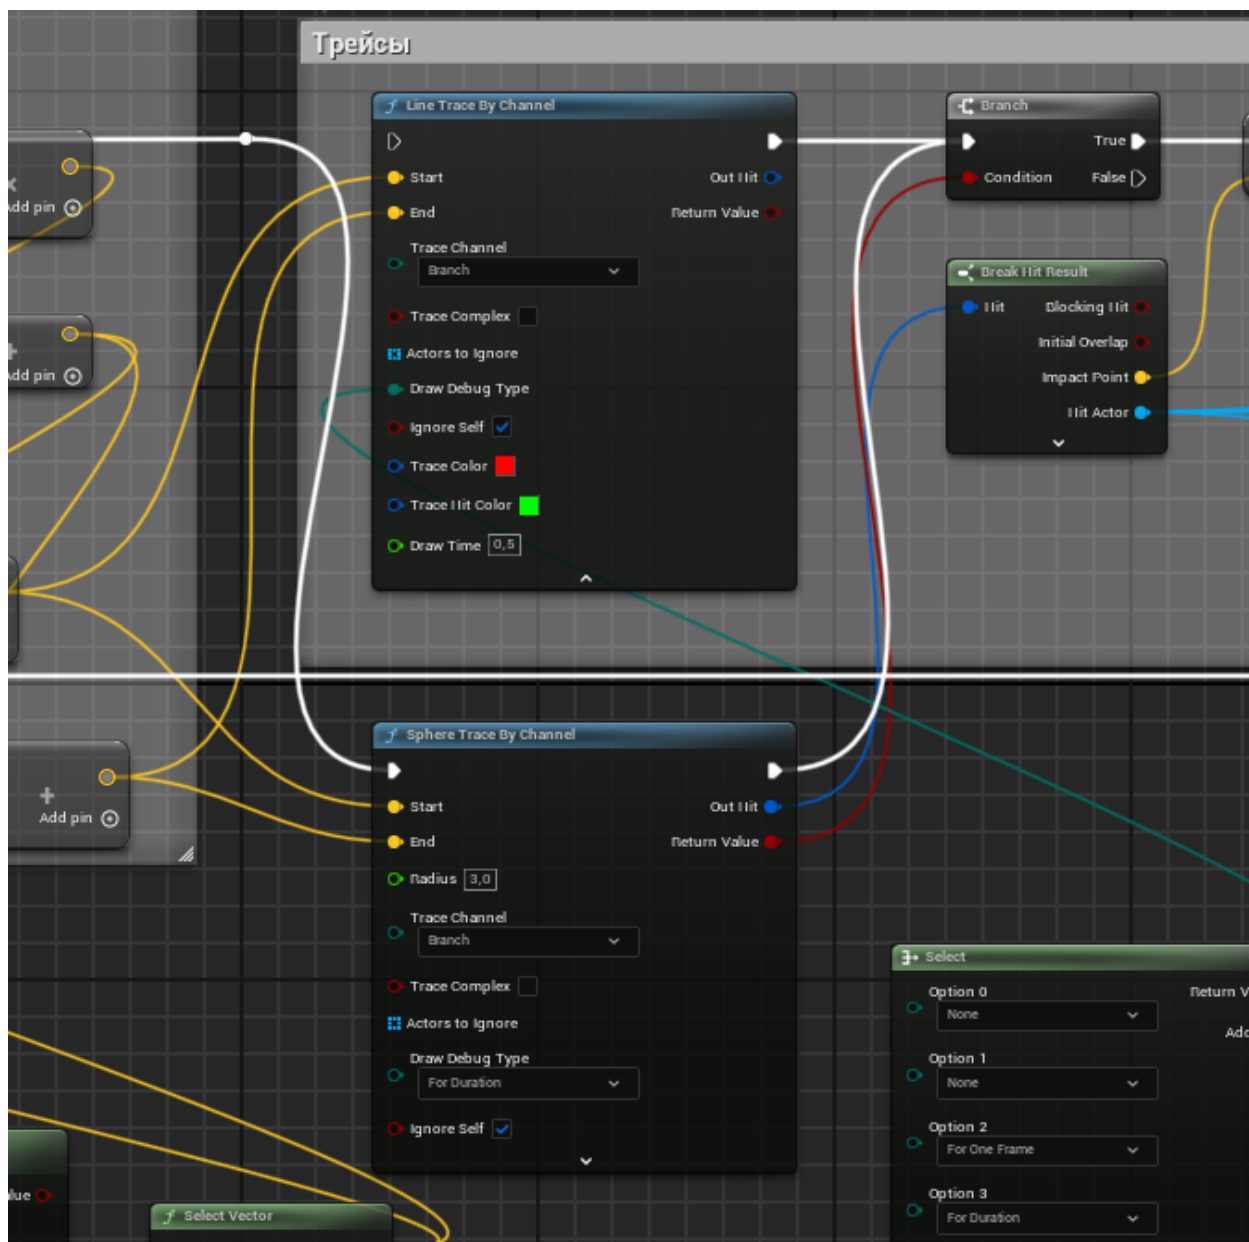 Трейсы
Line Trace By Channel
Start
End
Trace Channel
Branch
Trace Complex
Actors to Ignore
Draw Debug Type
Ignore Self
Trace Color
Trace Hit Color
Draw Time 0,5
Out Hit
Return Value
Branch
True
Condition False
Break Hit Result
Hit Blocking Hit
Initial Overlap
Impact Point
Hit Actor
Add pin
Add pin
Add pin
Sphere Trace By Channel
Start
End
Radius 3,0
Trace Channel
Branch
Trace Complex
Actors to Ignore
Draw Debug Type
For Duration
Ignore Self
Out Hit
Return Value
Select
Option 0
None
Option 1
None
Option 2
For One Frame
Option 3
For Duration
Return V
Add
lue
Select Vector